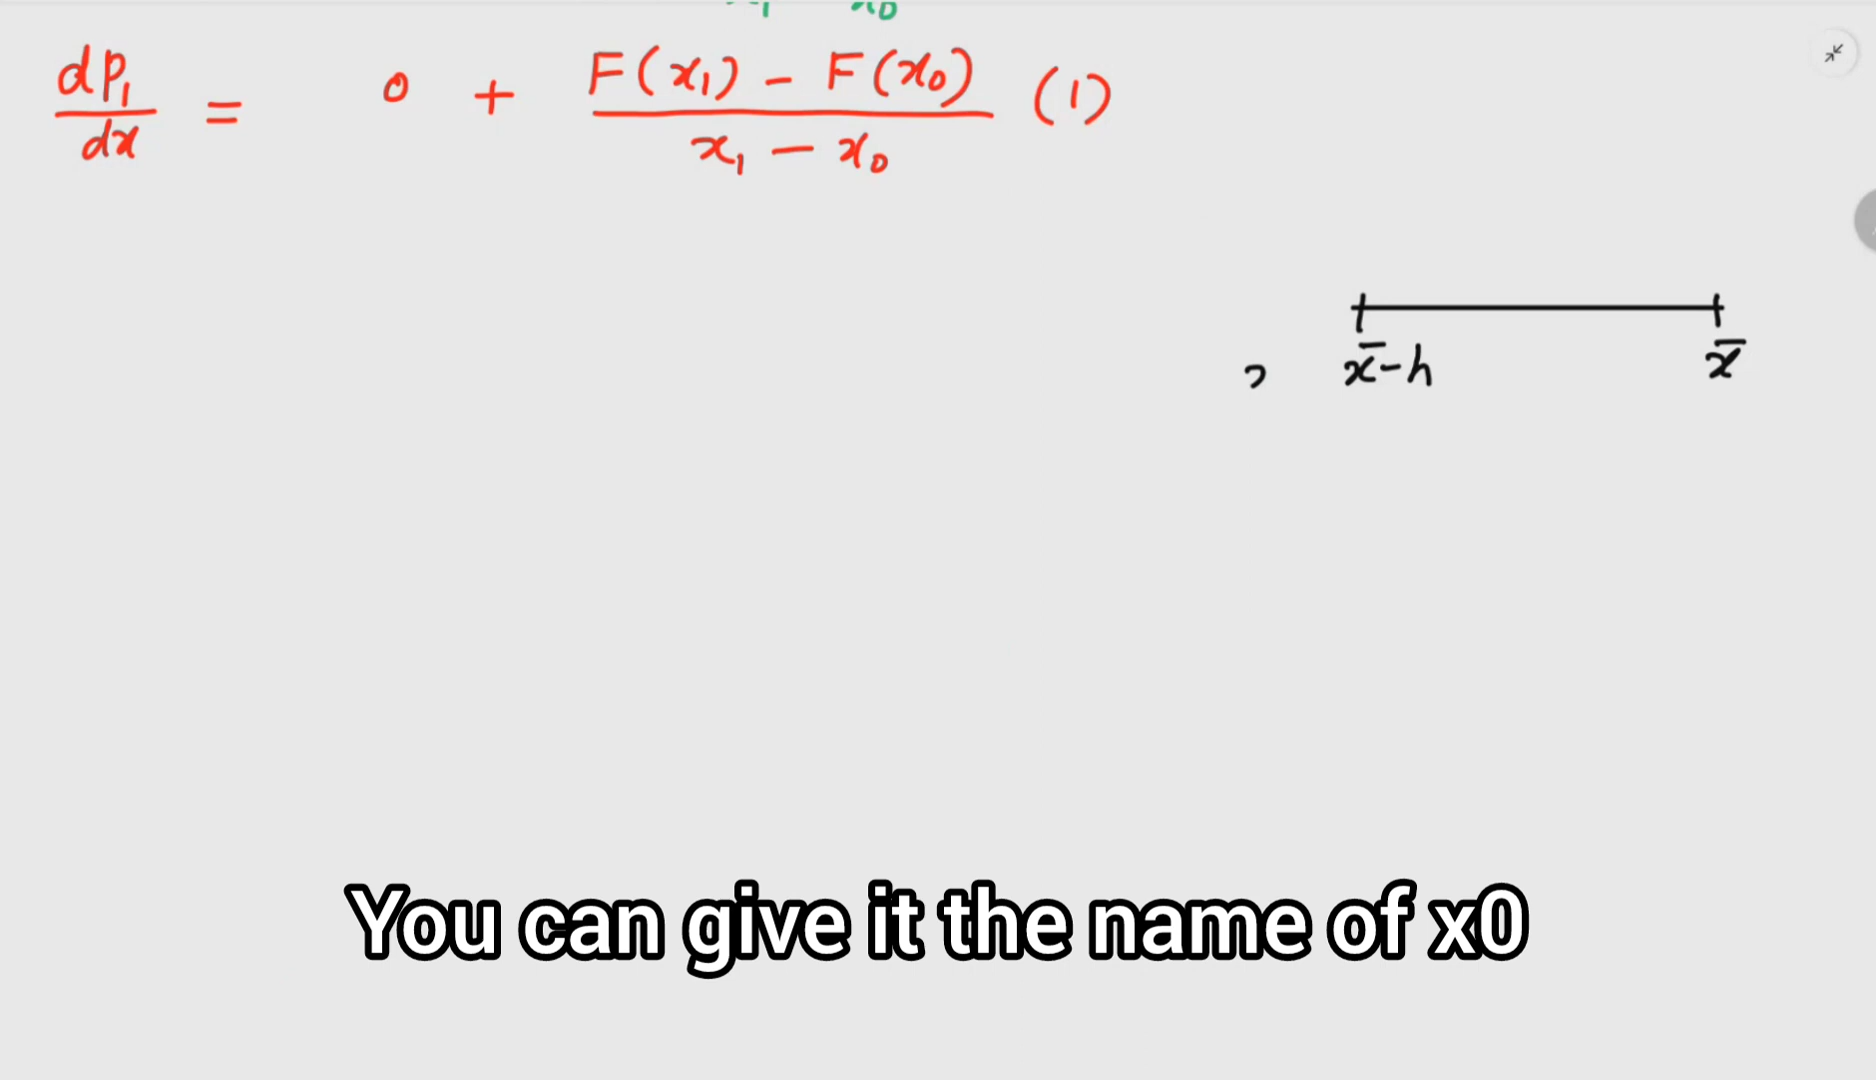 dP₁/dx = 0 + F(x₁) - F(x₀)/x₁ - x₀ (1)
x̄-h x̄
You can give it the name of x0